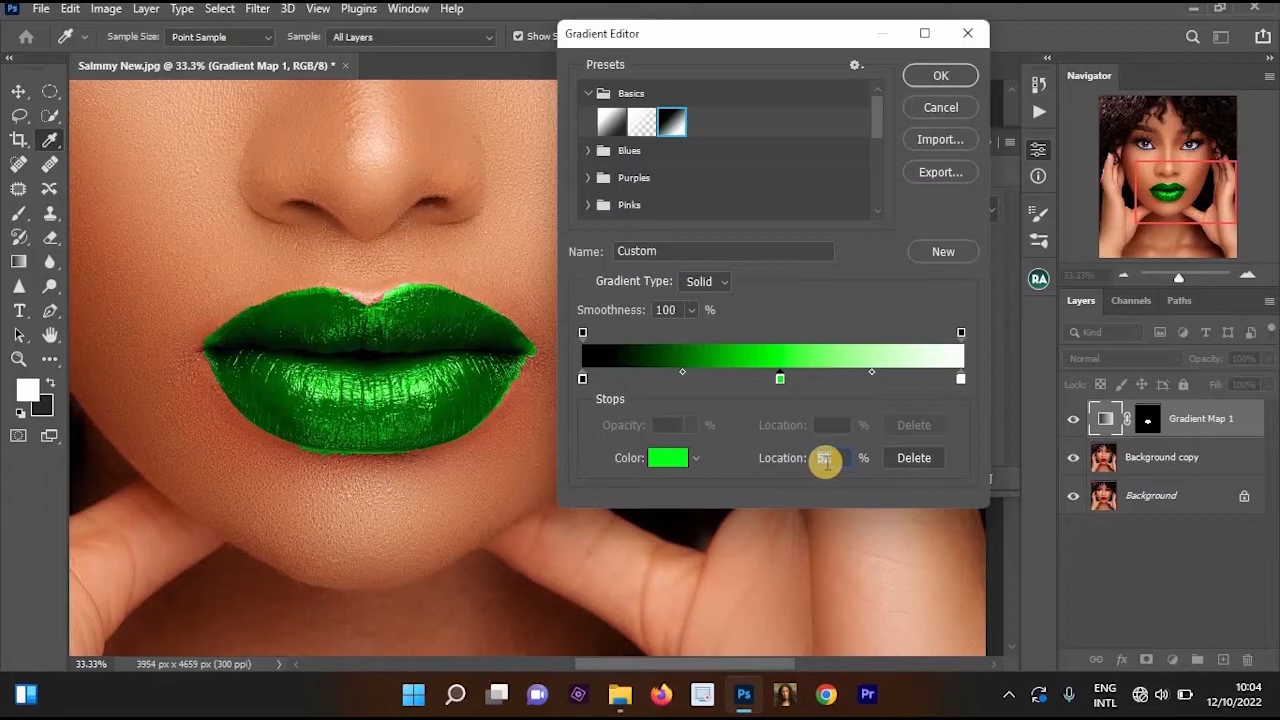 File Edit Image Layer Type Select Filter 3D View Plugins Window Help
Sample Size: Point Sample Sample: All Layers Show S
Salmmy New.jpg @ 33.3% (Gradient Map 1, RGB/8) *
Gradient Editor
Presets
Basics
Blues
Purples
Pinks
OK
Cancel
Import...
Export...
Name: Custom
New
Gradient Type: Solid
Smoothness: 100 %
Stops
Opacity: % Location: % Delete
Color: Location: % Delete
Navigator
33.33%
RA
Layers Channels Paths
Kind
Normal Opacity: 100%
Lock: Fill: 100%
Gradient Map 1
Background copy
Background
33.33% 3954 px x 4659 px (300 ppi)
ENG
INTL
10:04
12/10/2022